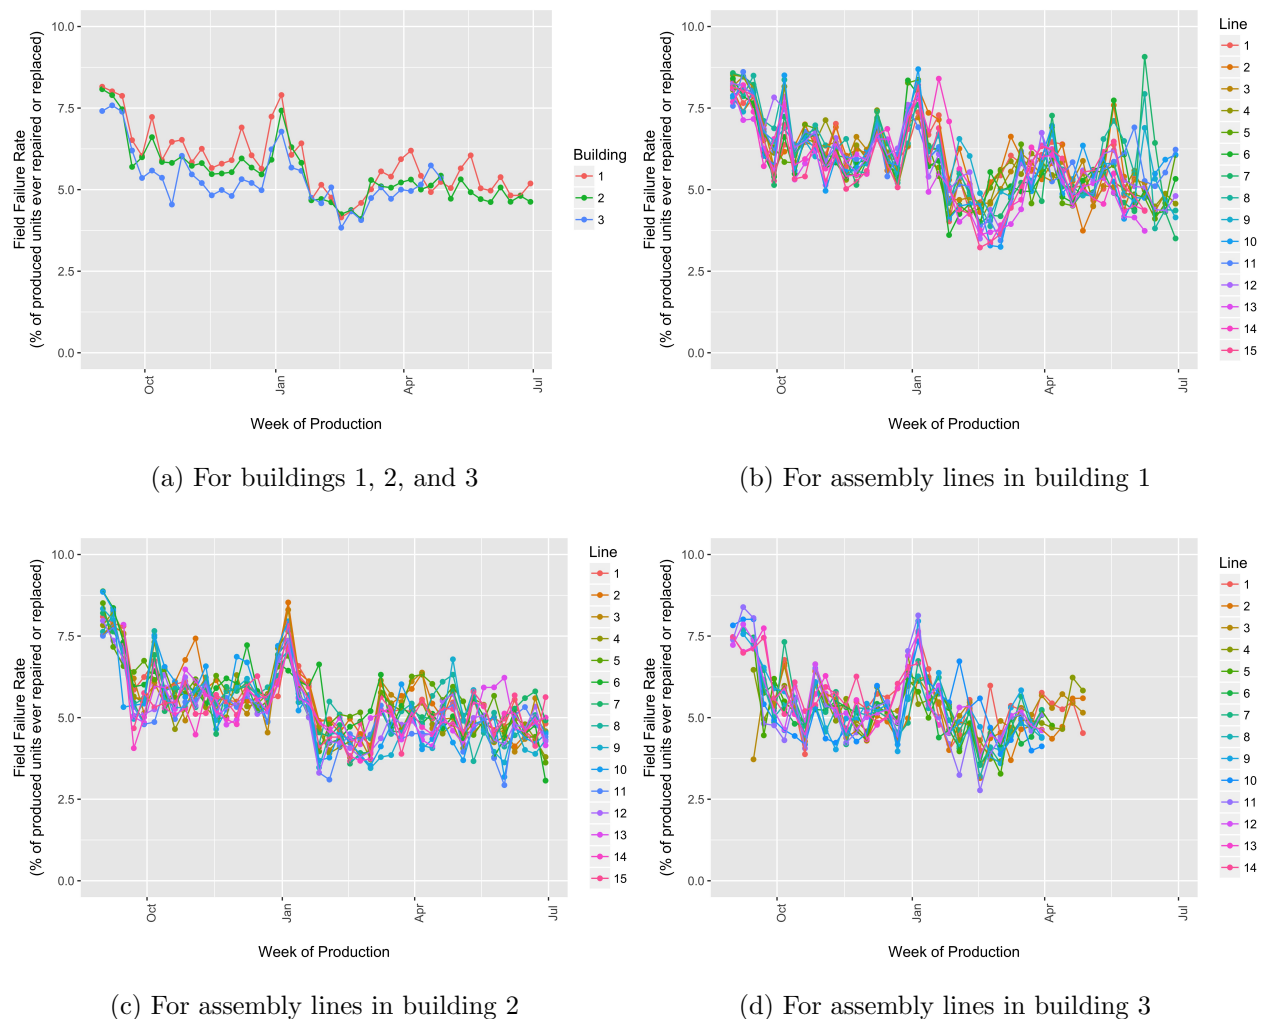 Field Failure Rate
(% of produced units ever repaired or replaced)
10.0
7.5
5.0
2.5
0.0
Oct
Jan
Apr
Jul
Week of Production
Building
1
2
3
(a) For buildings 1, 2, and 3
Field Failure Rate
(% of produced units ever repaired or replaced)
10.0
7.5
5.0
2.5
0.0
Oct
Jan
Apr
Jul
Week of Production
Line
1
2
3
4
5
6
7
8
9
10
11
12
13
14
15
(b) For assembly lines in building 1
Field Failure Rate
(% of produced units ever repaired or replaced)
10.0
7.5
5.0
2.5
0.0
Oct
Jan
Apr
Jul
Week of Production
Line
1
2
3
4
5
6
7
8
9
10
11
12
13
14
15
(c) For assembly lines in building 2
Field Failure Rate
(% of produced units ever repaired or replaced)
10.0
7.5
5.0
2.5
0.0
Oct
Jan
Apr
Jul
Week of Production
Line
1
2
3
4
5
6
7
8
9
10
11
12
13
14
(d) For assembly lines in building 3